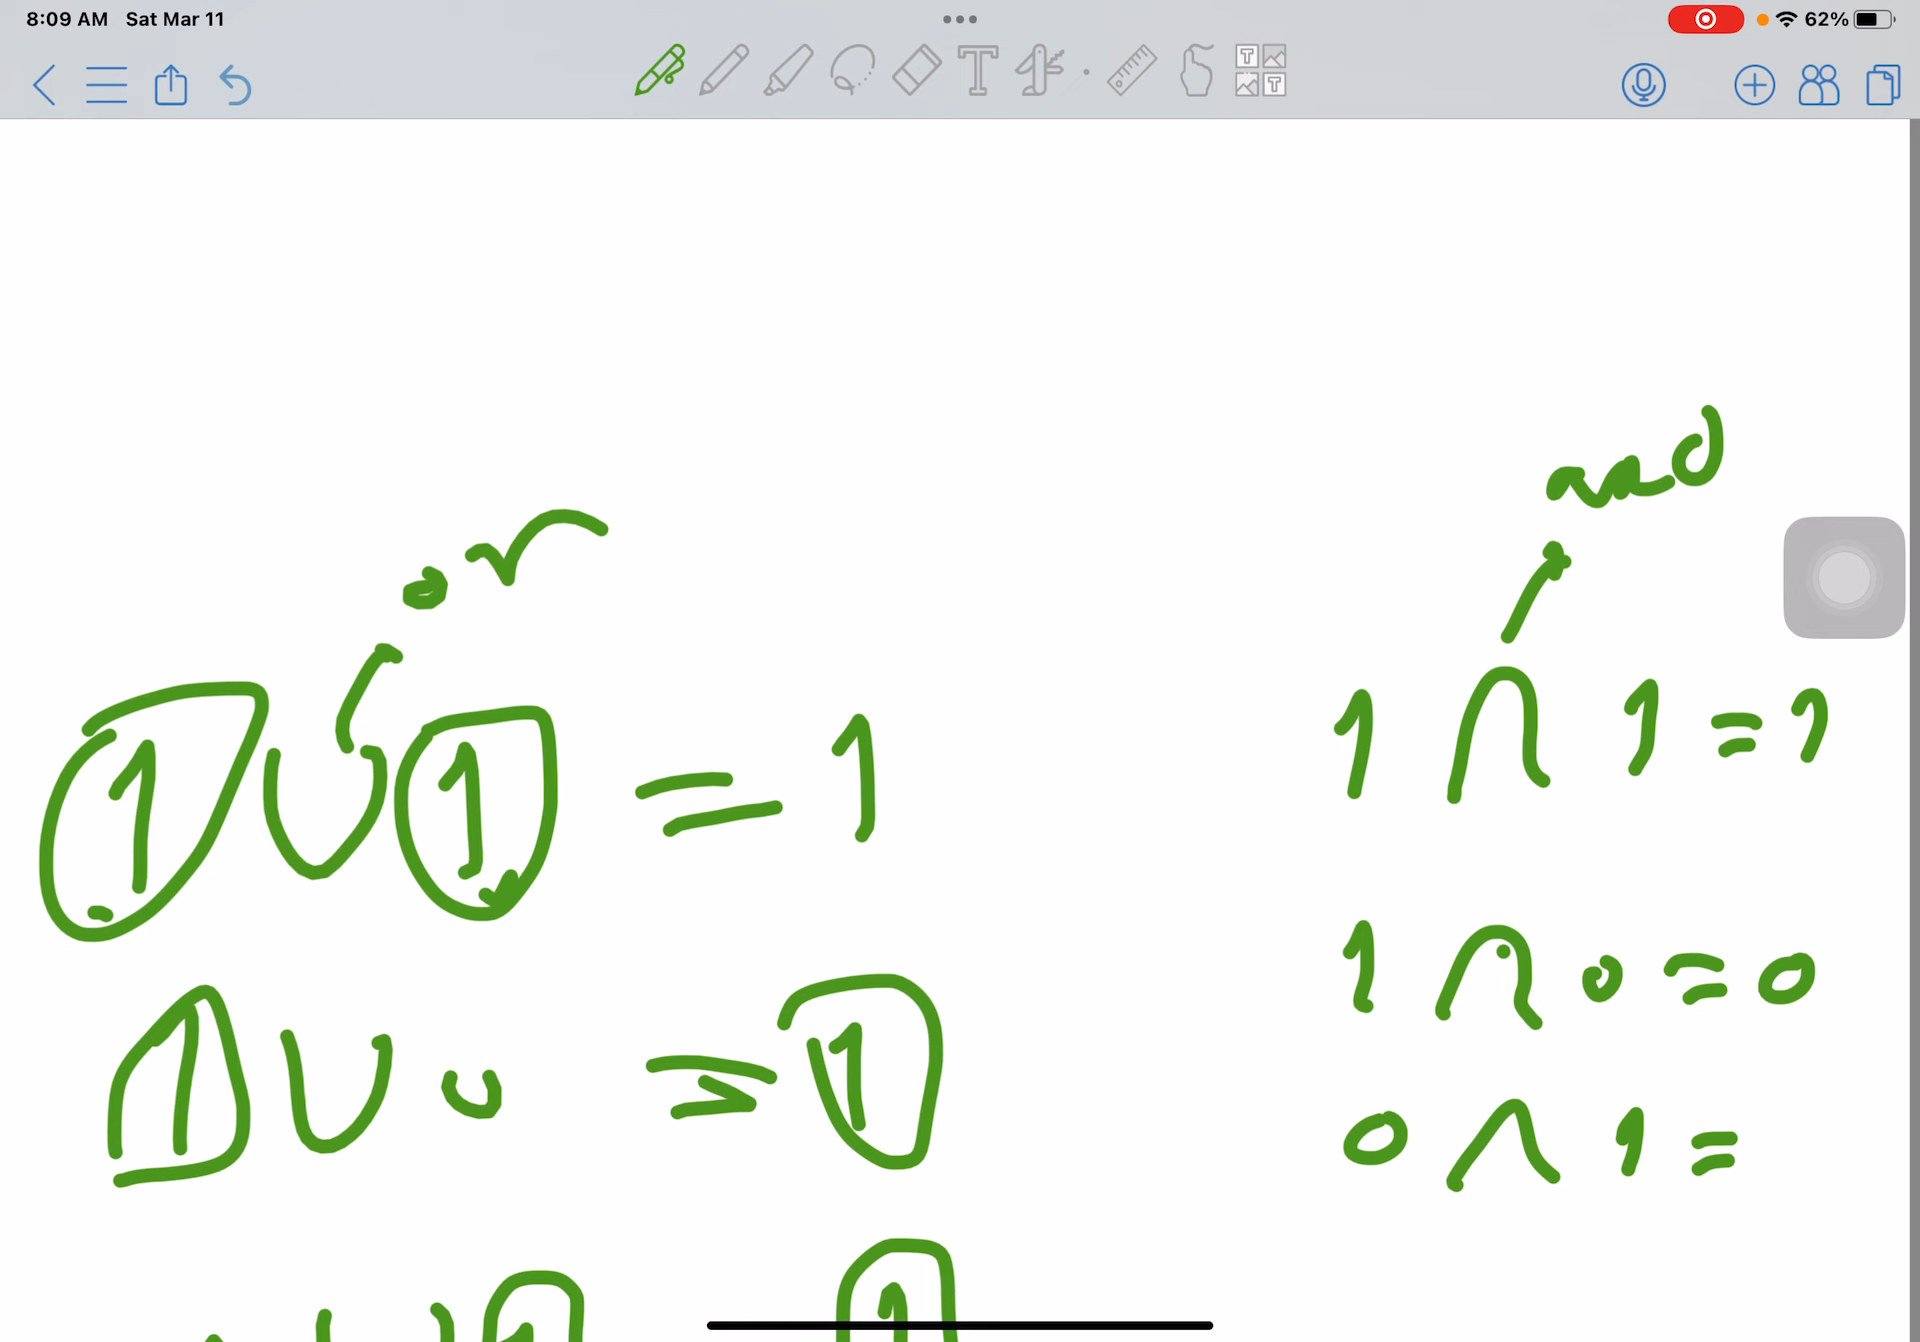 8:09 AM Sat Mar 11 62%
and
or
1 ∪ 1 = 1
1 ∩ 1 = 1
1 ∩ 0 = 0
1 ∪ 0 = 1
0 ∩ 1 =